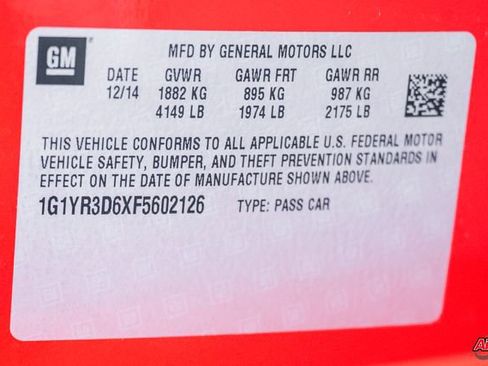 GM
MFD BY GENERAL MOTORS LLC
DATE GVWR GAWR FRT GAWR RR
12/14 1882 KG 895 KG 987 KG
4149 LB 1974 LB 2175 LB
THIS VEHICLE CONFORMS TO ALL APPLICABLE U.S. FEDERAL MOTOR
VEHICLE SAFETY, BUMPER, AND THEFT PREVENTION STANDARDS IN
EFFECT ON THE DATE OF MANUFACTURE SHOWN ABOVE.
1G1YR3D6XF5602126 TYPE: PASS CAR